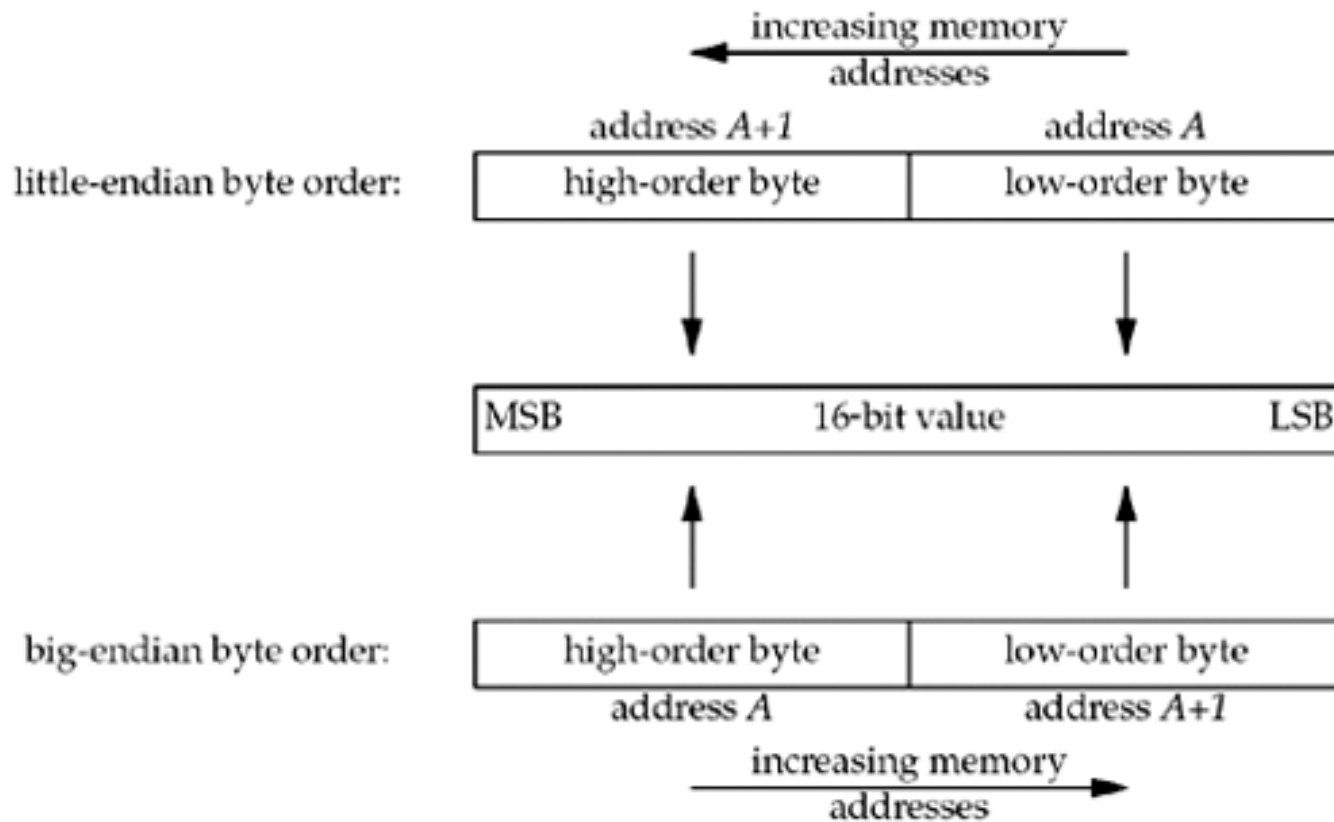 increasing memory
addresses
address A+1 address A
little-endian byte order: high-order byte low-order byte
MSB 16-bit value LSB
big-endian byte order: high-order byte low-order byte
address A address A+1
increasing memory
addresses